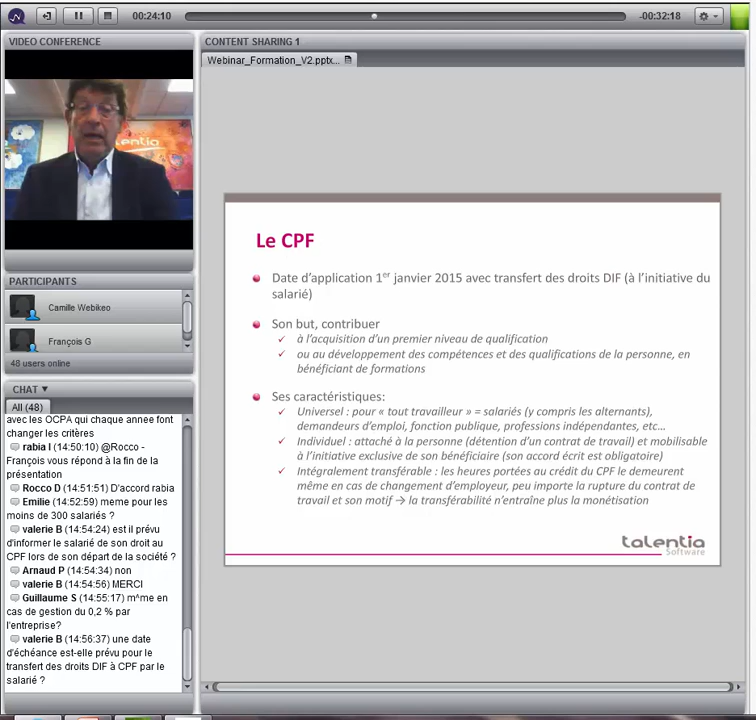 00:24:10
-00:32:18
VIDEO CONFERENCE
entia
PARTICIPANTS
Camille Webikeo
François G
48 users online
CHAT
All (48)
avec les OCPA qui chaque annee font
changer les critères
rabia I (14:50:10) @Rocco -
François vous répond à la fin de la
présentation
Rocco D (14:51:51) D'accord rabia
Emilie (14:52:59) meme pour les
moins de 300 salariés ?
valerie B (14:54:24) est il prévu
d'informer le salarié de son droit au
CPF lors de son départ de la société ?
Arnaud P (14:54:34) non
valerie B (14:54:56) MERCI
Guillaume S (14:55:17) m^me en
cas de gestion du 0,2 % par
l'entreprise?
valerie B (14:56:37) une date
d'échéance est-elle prévu pour le
transfert des droits DIF à CPF par le
salarié ?
CONTENT SHARING 1
Webinar_Formation_V2.pptx...
Le CPF
Date d'application 1er janvier 2015 avec transfert des droits DIF (à l'initiative du
salarié)
Son but, contribuer
à l'acquisition d'un premier niveau de qualification
ou au développement des compétences et des qualifications de la personne, en
bénéficiant de formations
Ses caractéristiques:
Universel : pour « tout travailleur » = salariés (y compris les alternants),
demandeurs d'emploi, fonction publique, professions indépendantes, etc…
Individuel : attaché à la personne (détention d'un contrat de travail) et mobilisable
à l'initiative exclusive de son bénéficiaire (son accord écrit est obligatoire)
Intégralement transférable : les heures portées au crédit du CPF le demeurent
même en cas de changement d'employeur, peu importe la rupture du contrat de
travail et son motif → la transférabilité n'entraîne plus la monétisation
talentia
Software